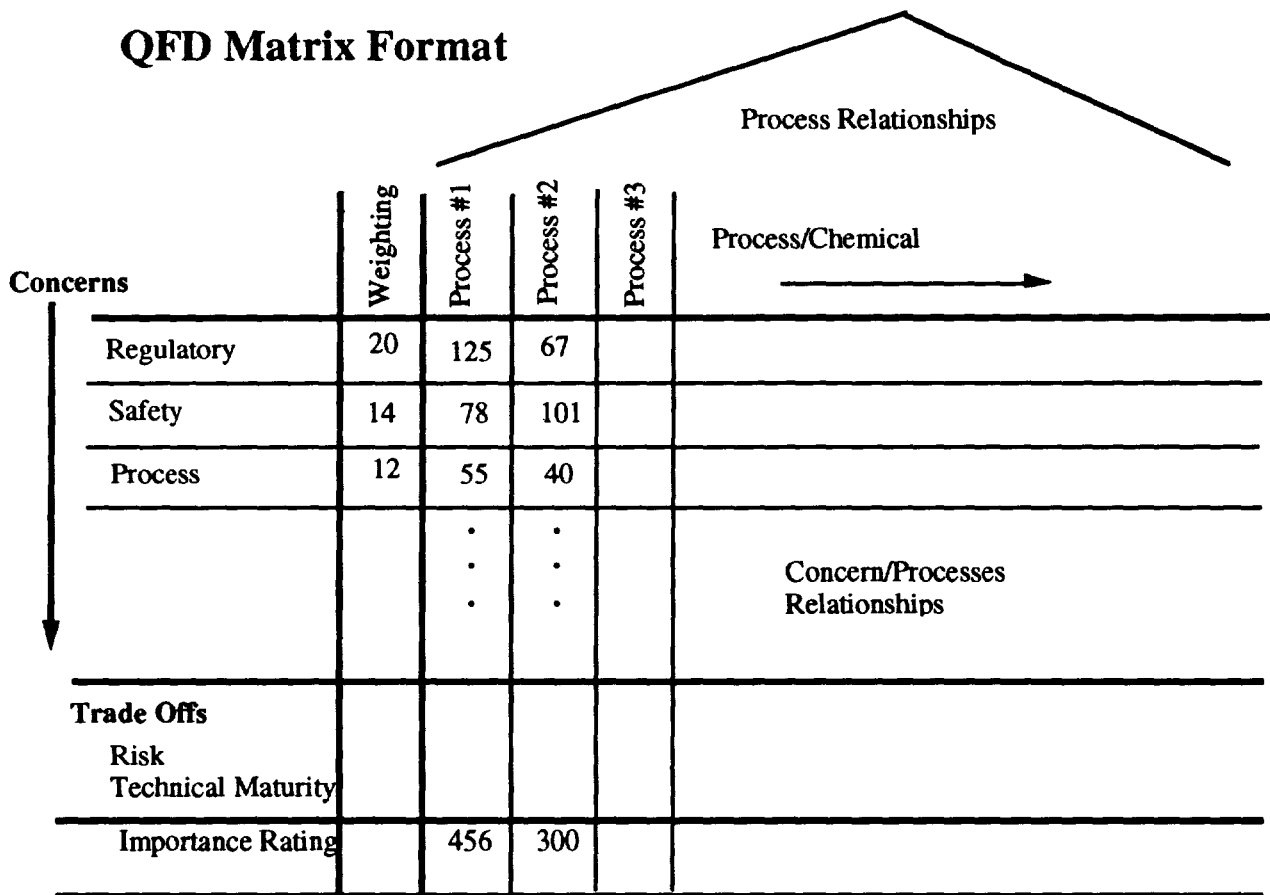 QFD Matrix Format
Process Relationships
Weighting
Process #1
Process #2
Process #3
Process/Chemical
Concerns
Regulatory 20 125 67
Safety 14 78 101
Process 12 55 40
. .
. .
. .
Concern/Processes
Relationships
Trade Offs
Risk
Technical Maturity
Importance Rating 456 300